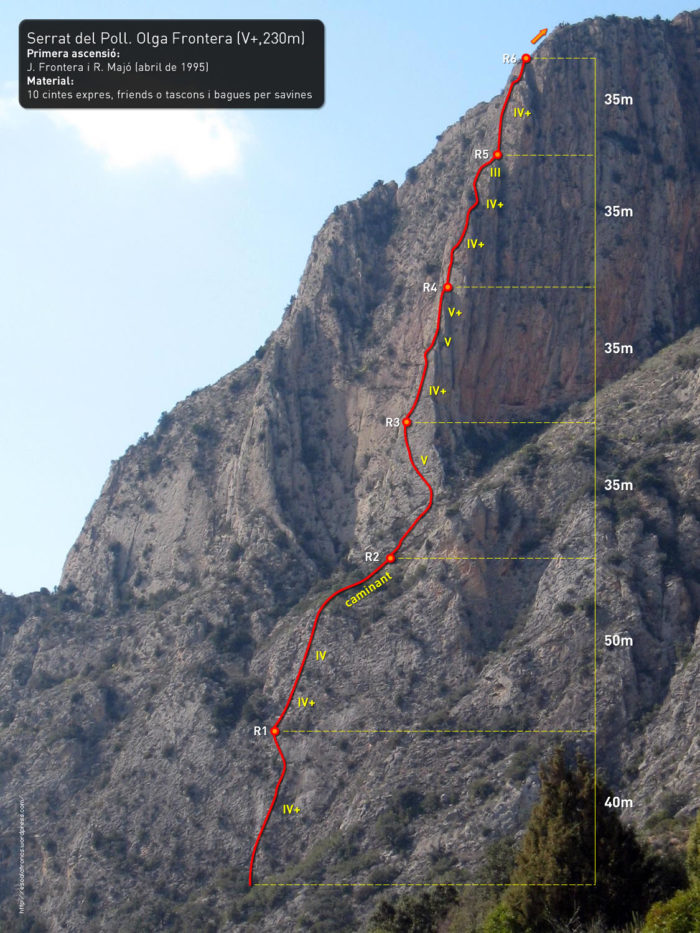 Serrat del Poll. Olga Frontera (V+,230m)
Primera ascensió:
J. Frontera i R. Majó (abril de 1995)
Material:
10 cintes expres, friends o tascons i bagues per savines
R6
35m
IV+
R5
III
35m
IV+
IV+
R4
V+
35m
V
IV+
R3
V
35m
R2
caminant
50m
IV
IV+
R1
40m
IV+